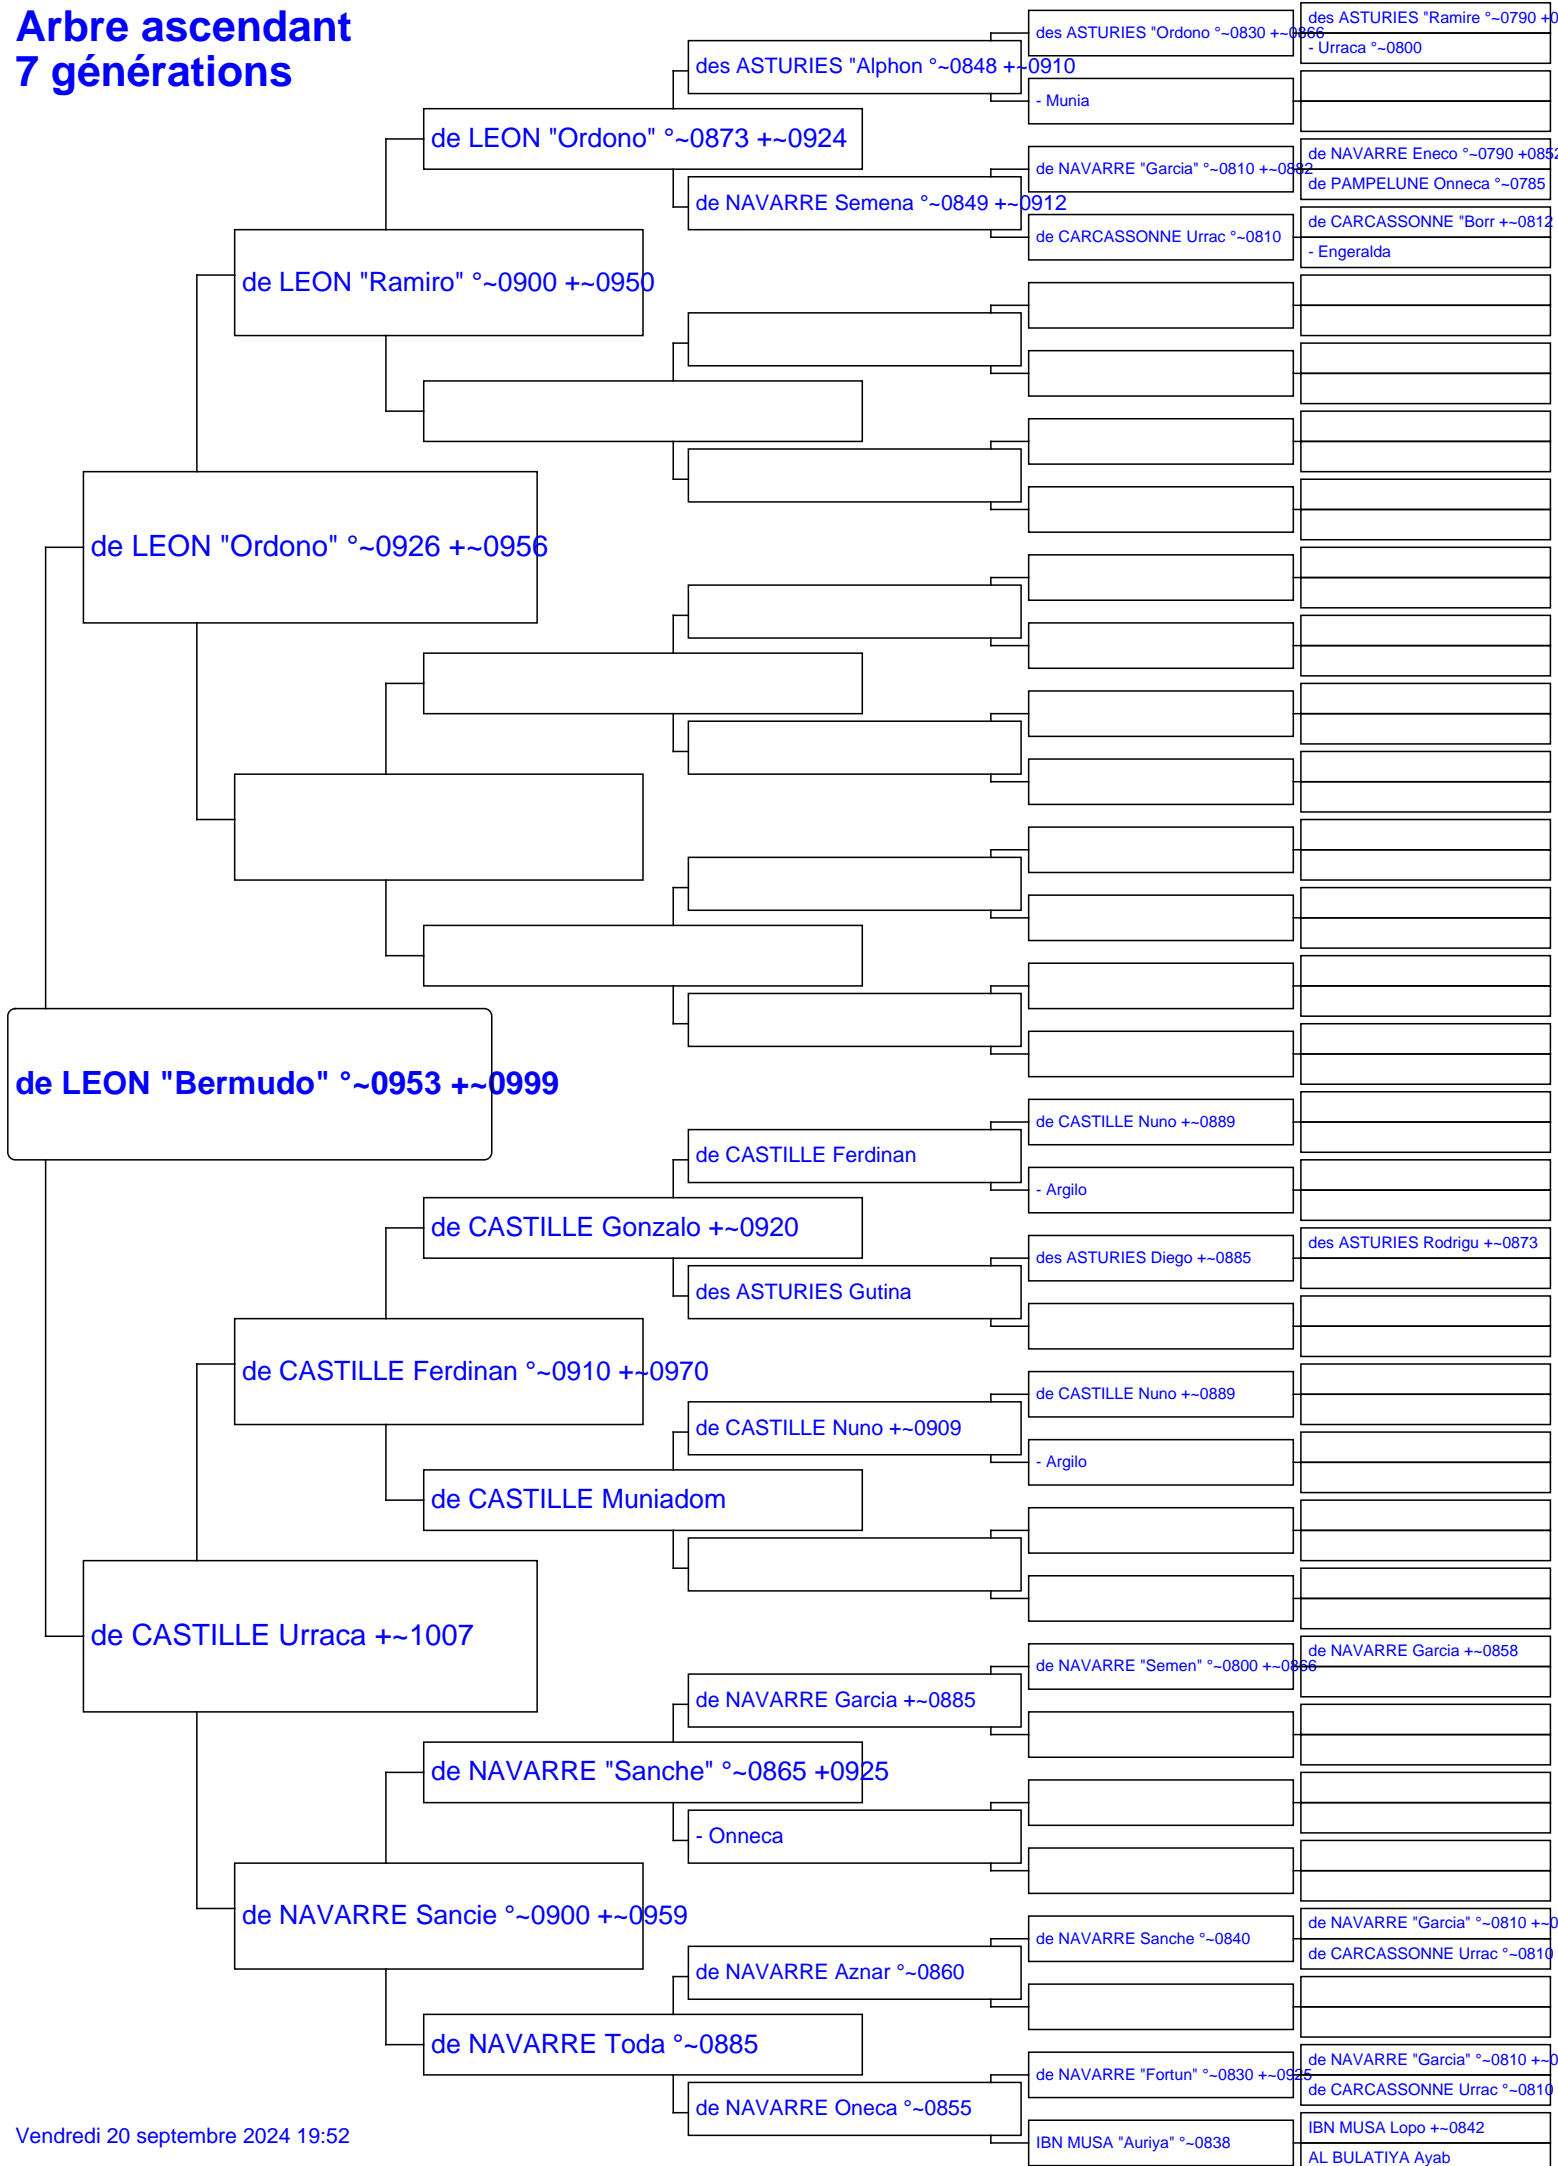 Arbre ascendant
7 générations
des ASTURIES "Ramire °~0790 +0
des ASTURIES "Ordono °~0830 +~0866
- Urraca °~0800
des ASTURIES "Alphon °~0848 +~0910
- Munia
de LEON "Ordono" °~0873 +~0924
de NAVARRE Eneco °~0790 +0852
de NAVARRE "Garcia" °~0810 +~0882
de PAMPELUNE Onneca °~0785
de NAVARRE Semena °~0849 +~0912
de CARCASSONNE "Borr +~0812
de CARCASSONNE Urrac °~0810
- Engeralda
de LEON "Ramiro" °~0900 +~0950
de LEON "Ordono" °~0926 +~0956
de LEON "Bermudo" °~0953 +~0999
de CASTILLE Nuno +~0889
de CASTILLE Ferdinan
- Argilo
de CASTILLE Gonzalo +~0920
des ASTURIES Rodrigu +~0873
des ASTURIES Diego +~0885
des ASTURIES Gutina
de CASTILLE Ferdinan °~0910 +~0970
de CASTILLE Nuno +~0889
de CASTILLE Nuno +~0909
- Argilo
de CASTILLE Muniadom
de CASTILLE Urraca +~1007
de NAVARRE Garcia +~0858
de NAVARRE "Semen" °~0800 +~0866
de NAVARRE Garcia +~0885
de NAVARRE "Sanche" °~0865 +0925
- Onneca
de NAVARRE Sancie °~0900 +~0959
de NAVARRE "Garcia" °~0810 +~0
de NAVARRE Sanche °~0840
de CARCASSONNE Urrac °~0810
de NAVARRE Aznar °~0860
de NAVARRE Toda °~0885
de NAVARRE "Garcia" °~0810 +~0
de NAVARRE "Fortun" °~0830 +~0925
de CARCASSONNE Urrac °~0810
de NAVARRE Oneca °~0855
IBN MUSA Lopo +~0842
IBN MUSA "Auriya" °~0838
AL BULATIYA Ayab
Vendredi 20 septembre 2024 19:52